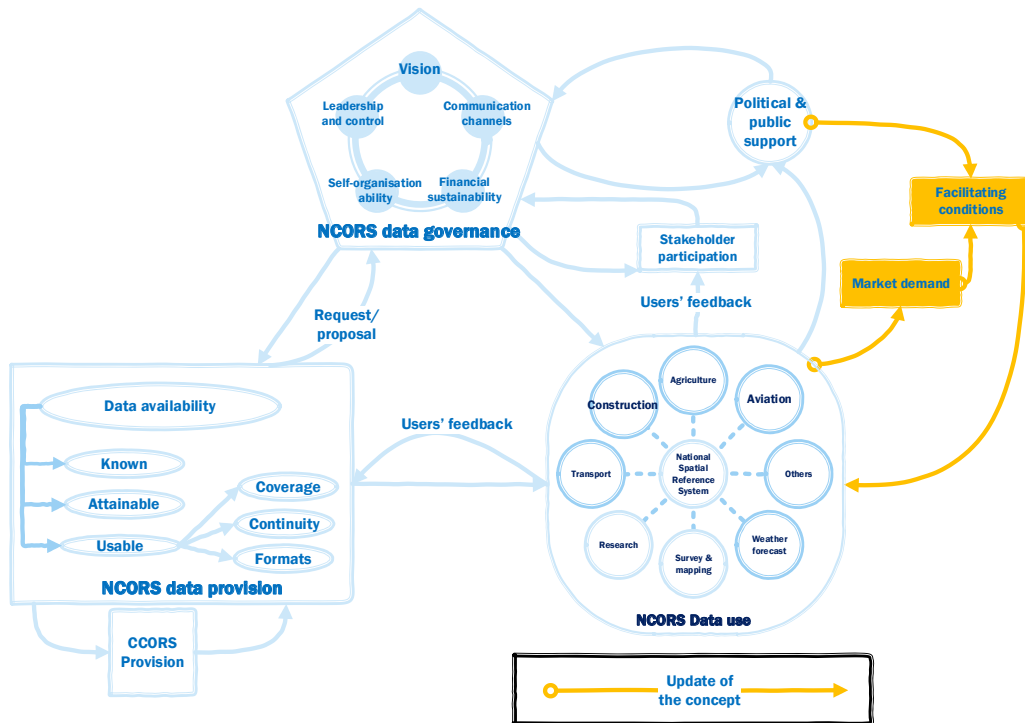 Vision
Leadership
and control
Communication
channels
Self-organisation
ability
Financial
sustainability
NCORS data governance
Political &
public
support
Facilitating
conditions
Stakeholder
participation
Market demand
Users' feedback
Request/
proposal
Data availability
Known
Attainable
Usable
Coverage
Continuity
Formats
NCORS data provision
CCORS
Provision
Users' feedback
Agriculture
Construction
Aviation
National
Spatial
Reference
System
Transport
Others
Research
Weather
forecast
Survey &
mapping
NCORS Data use
Update of
the concept